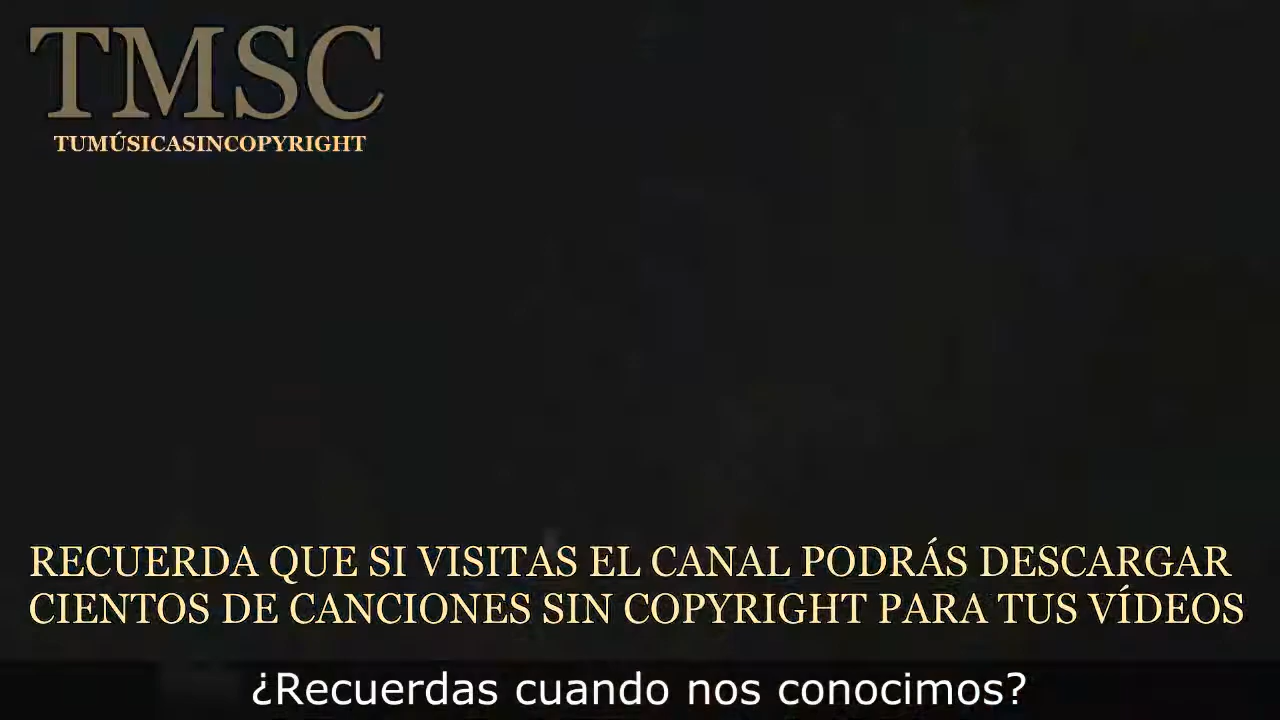 TMSC
TUMÚSICASINCOPYRIGHT
RECUERDA QUE SI VISITAS EL CANAL PODRÁS DESCARGAR
CIENTOS DE CANCIONES SIN COPYRIGHT PARA TUS VÍDEOS
¿Recuerdas cuando nos conocimos?